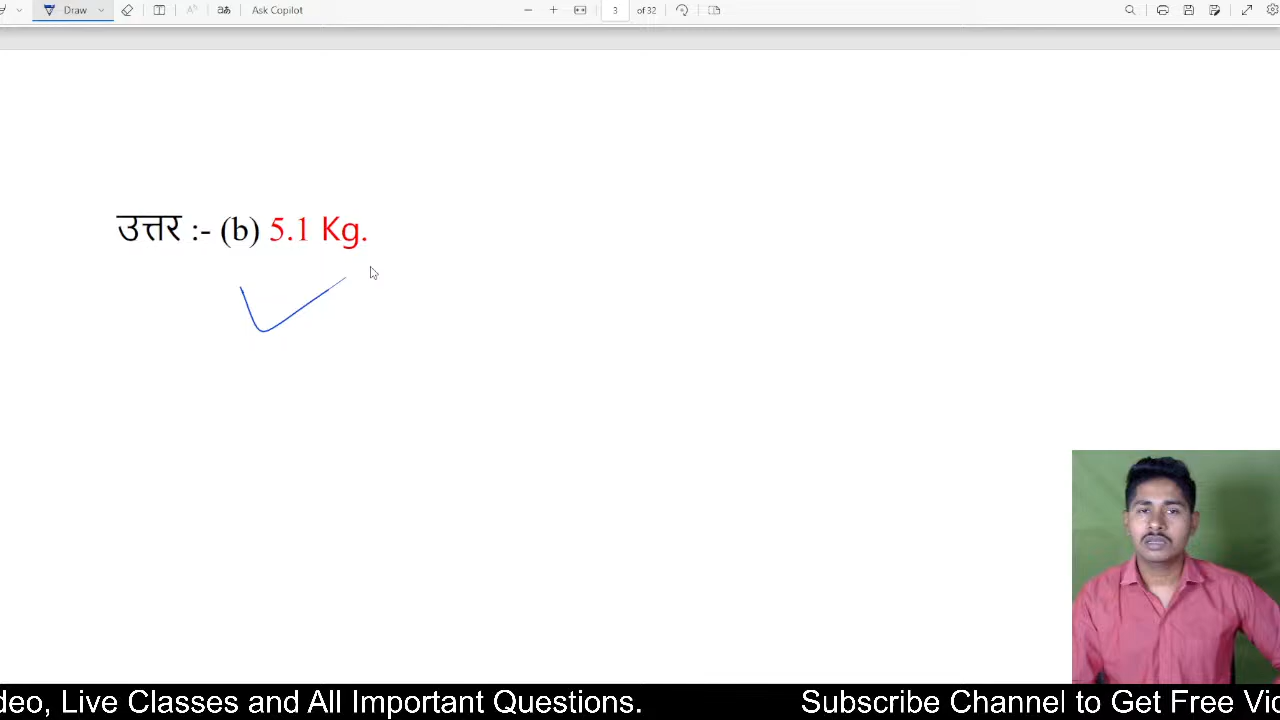 Draw
Ask Copilot
3 of 32
उत्तर :- (b) 5.1 Kg.
deo, Live Classes and All Important Questions. Subscribe Channel to Get Free Vic